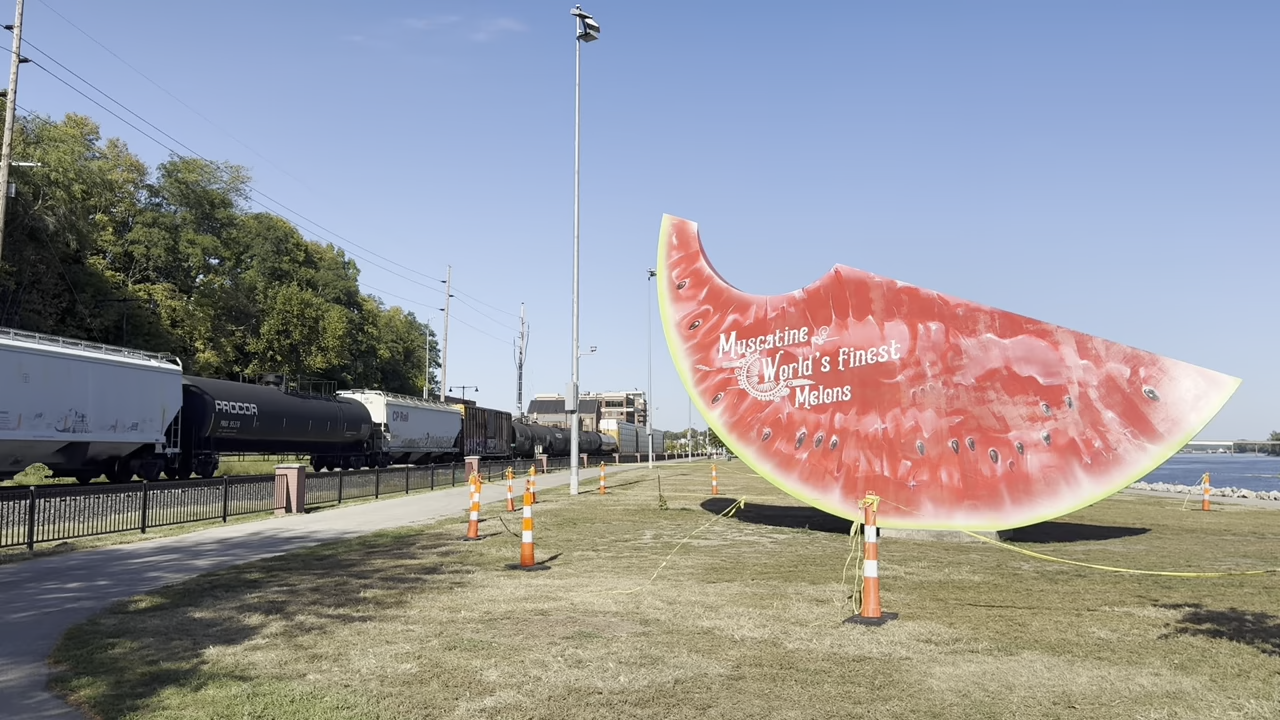 Muscatine
World's Finest
Melons
PROCOR
CP Rail